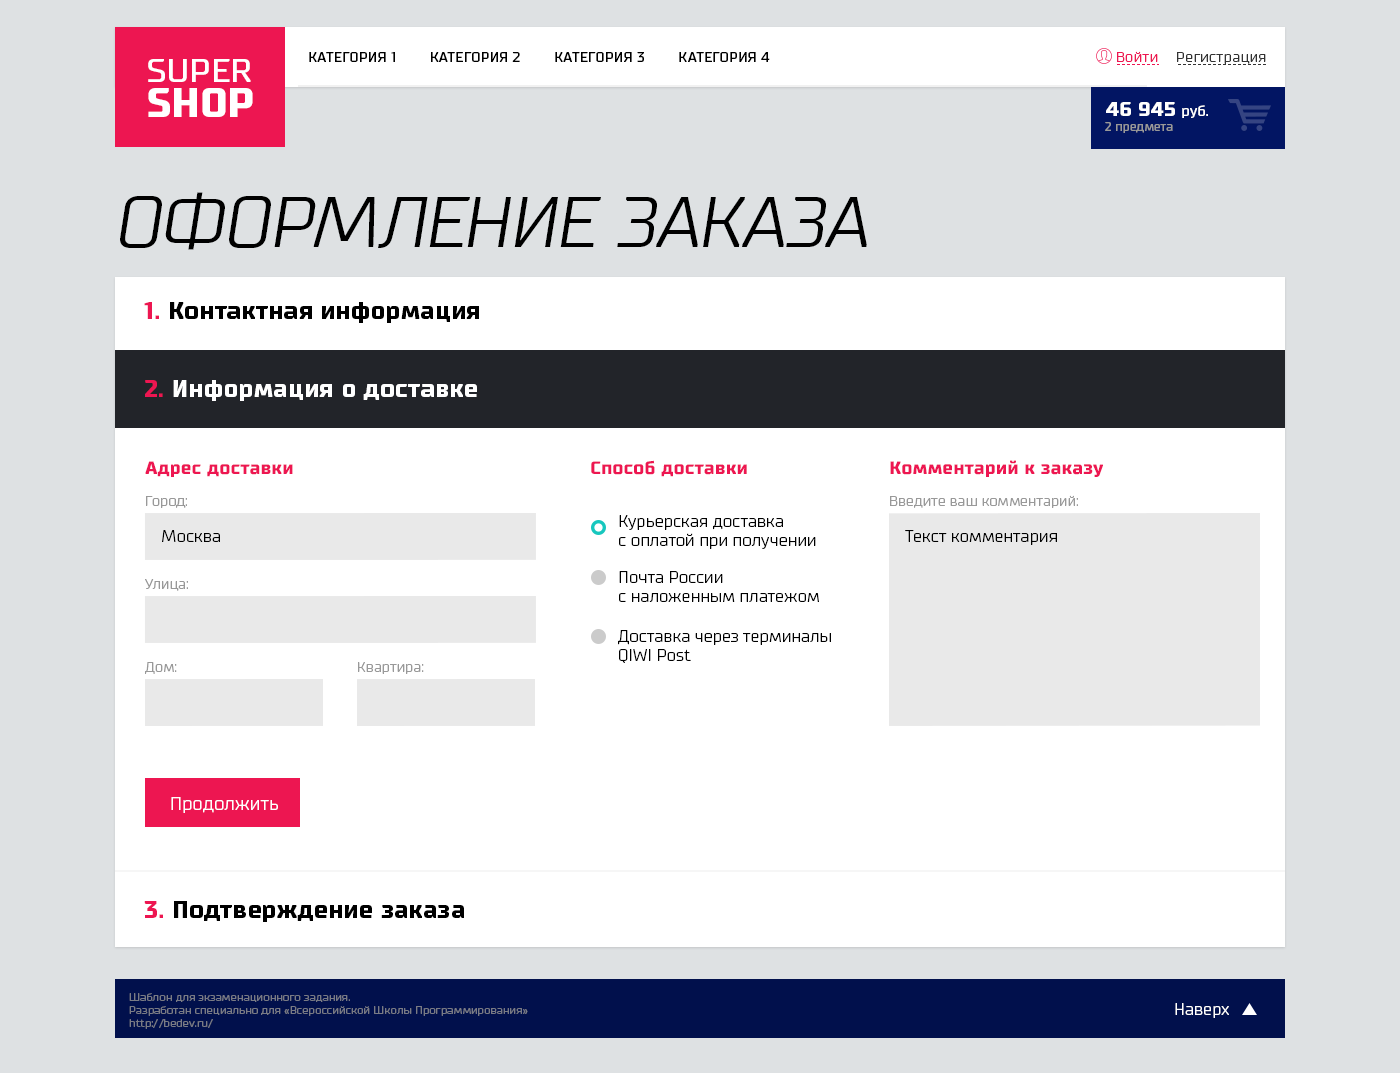 SUPER
SHOP
КАТЕГОРИЯ 1
КАТЕГОРИЯ 2
КАТЕГОРИЯ 3
КАТЕГОРИЯ 4
Войти
Регистрация
46 945 руб.
2 предмета
ОФОРМЛЕНИЕ ЗАКАЗА
1. Контактная информация
2. Информация о доставке
Адрес доставки
Город:
Москва
Улица:
Дом:
Квартира:
Способ доставки
Курьерская доставка
с оплатой при получении
Почта России
с наложенным платежом
Доставка через терминалы
QIWI Post
Комментарий к заказу
Введите ваш комментарий:
Текст комментария
Продолжить
3. Подтверждение заказа
Шаблон для экзаменационного задания.
Разработан специально для «Всероссийской Школы Программирования»
http://bedev.ru/
Наверх